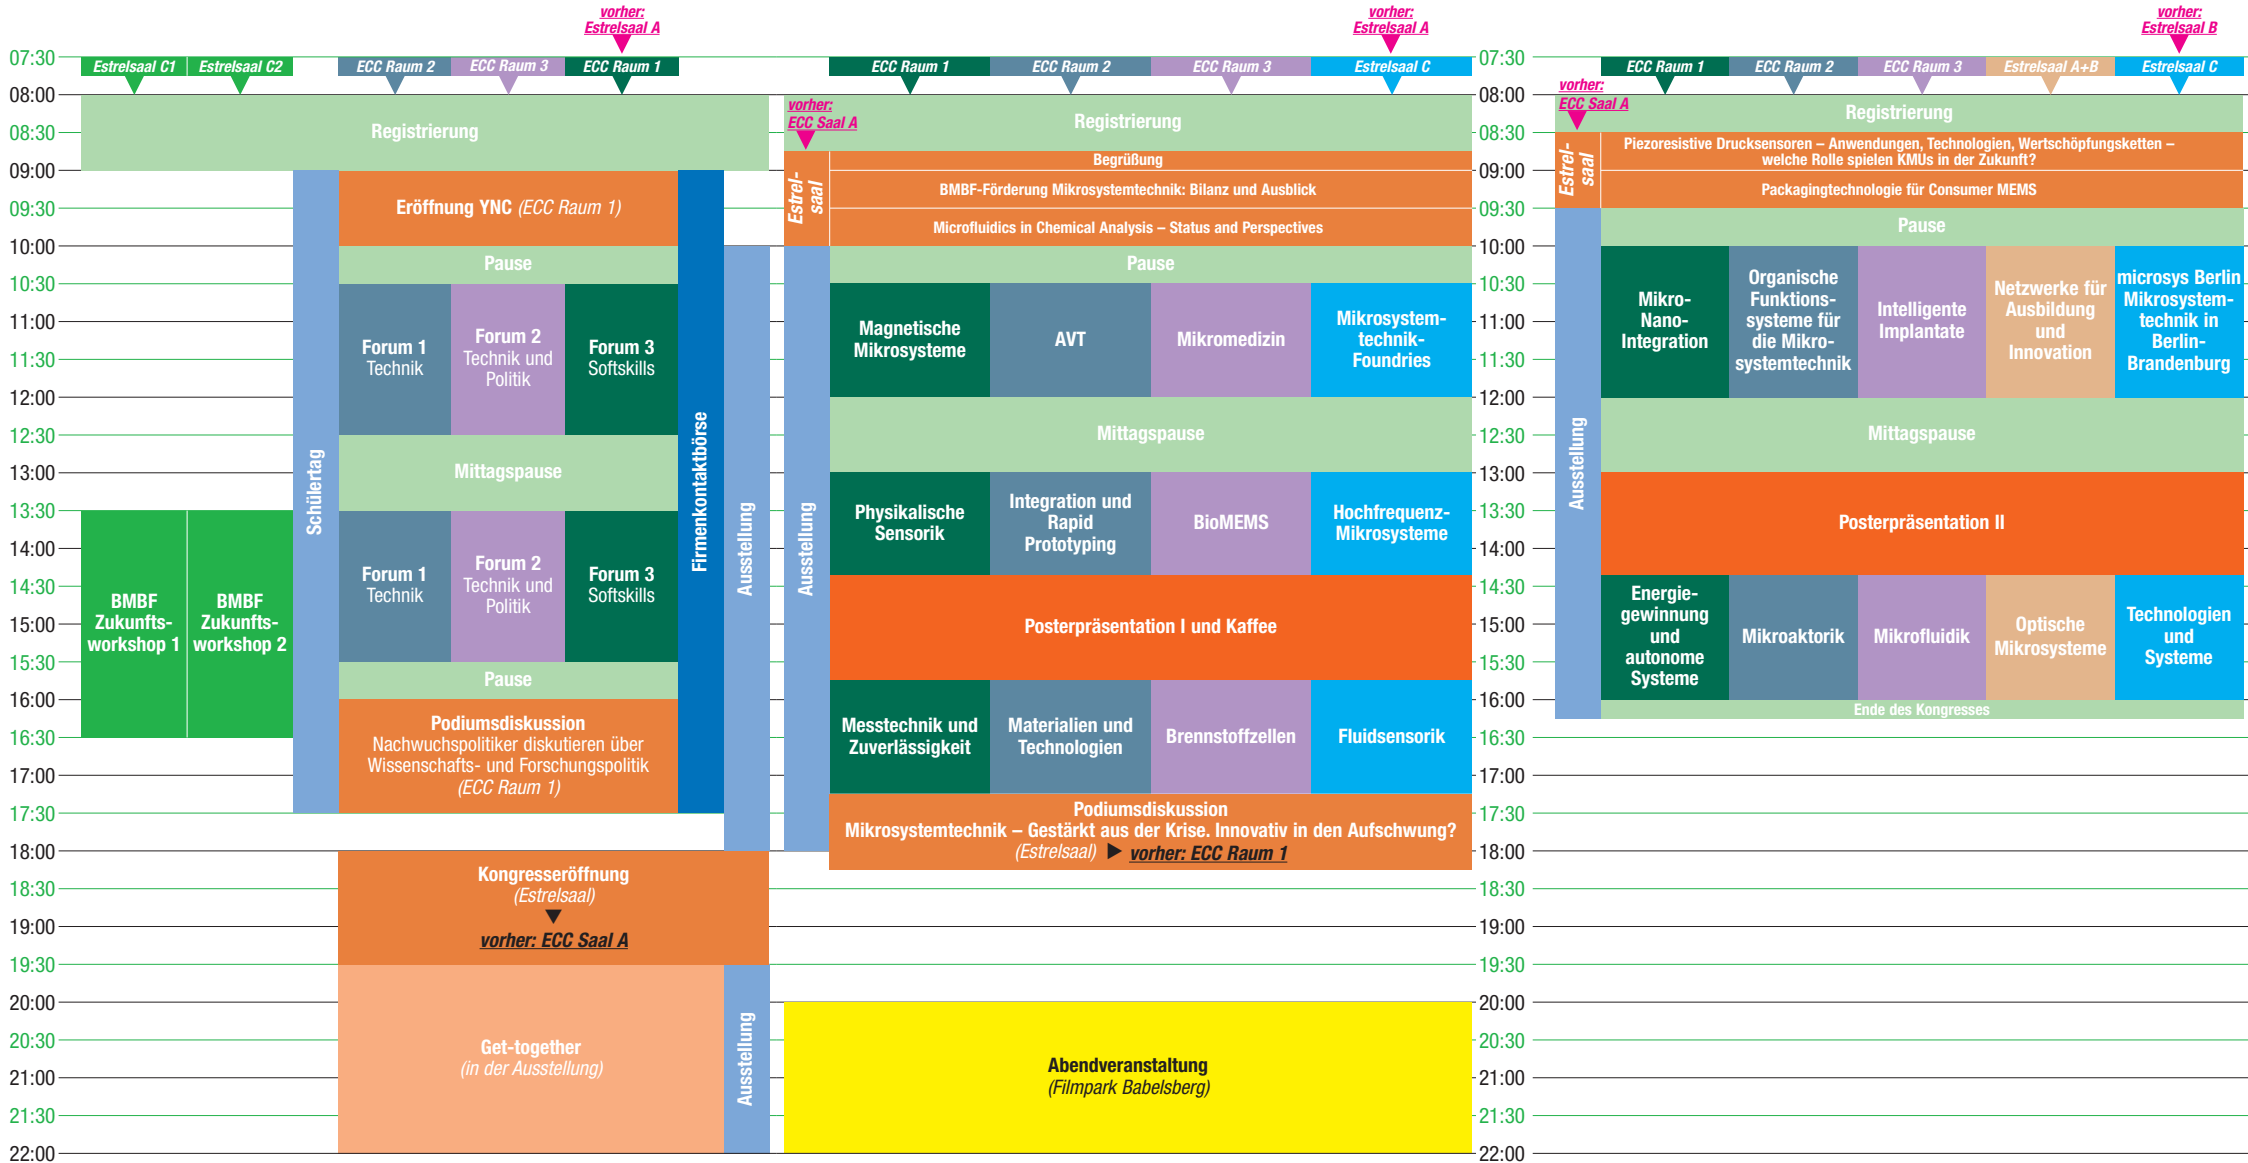 vorher:
Estrelsaal A
vorher:
Estrelsaal A
vorher:
Estrelsaal B
07:30
08:00
08:30
09:00
09:30
10:00
10:30
11:00
11:30
12:00
12:30
13:00
13:30
14:00
14:30
15:00
15:30
16:00
16:30
17:00
17:30
18:00
18:30
19:00
19:30
20:00
20:30
21:00
21:30
22:00
Estrelsaal C1
Estrelsaal C2
ECC Raum 2
ECC Raum 3
ECC Raum 1
Registrierung
Schülertag
Eröffnung YNC (ECC Raum 1)
Pause
Forum 1
Technik
Forum 2
Technik und
Politik
Forum 3
Softskills
Mittagspause
BMBF
Zukunfts-
workshop 1
BMBF
Zukunfts-
workshop 2
Forum 1
Technik
Forum 2
Technik und
Politik
Forum 3
Softskills
Pause
Podiumsdiskussion
Nachwuchspolitiker diskutieren über
Wissenschafts- und Forschungspolitik
(ECC Raum 1)
Firmenkontaktbörse
Ausstellung
Kongresseröffnung
(Estrelsaal)
vorher: ECC Saal A
Get-together
(in der Ausstellung)
Ausstellung
ECC Raum 1
ECC Raum 2
ECC Raum 3
Estrelsaal C
vorher:
ECC Saal A
Registrierung
Estrel-
saal
Begrüßung
BMBF-Förderung Mikrosystemtechnik: Bilanz und Ausblick
Microfluidics in Chemical Analysis – Status and Perspectives
Ausstellung
Pause
Magnetische
Mikrosysteme
AVT
Mikromedizin
Mikrosystem-
technik-
Foundries
Mittagspause
Physikalische
Sensorik
Integration und
Rapid
Prototyping
BioMEMS
Hochfrequenz-
Mikrosysteme
Posterpräsentation I und Kaffee
Messtechnik und
Zuverlässigkeit
Materialien und
Technologien
Brennstoffzellen
Fluidsensorik
Podiumsdiskussion
Mikrosystemtechnik – Gestärkt aus der Krise. Innovativ in den Aufschwung?
(Estrelsaal) ▶ vorher: ECC Raum 1
Abendveranstaltung
(Filmpark Babelsberg)
07:30
08:00
08:30
09:00
09:30
10:00
10:30
11:00
11:30
12:00
12:30
13:00
13:30
14:00
14:30
15:00
15:30
16:00
16:30
17:00
17:30
18:00
18:30
19:00
19:30
20:00
20:30
21:00
21:30
22:00
ECC Raum 1
ECC Raum 2
ECC Raum 3
Estrelsaal A+B
Estrelsaal C
vorher:
ECC Saal A
Registrierung
Estrel-
saal
Piezoresistive Drucksensoren – Anwendungen, Technologien, Wertschöpfungsketten –
welche Rolle spielen KMUs in der Zukunft?
Packagingtechnologie für Consumer MEMS
Ausstellung
Pause
Mikro-
Nano-
Integration
Organische
Funktions-
systeme für
die Mikro-
systemtechnik
Intelligente
Implantate
Netzwerke für
Ausbildung
und
Innovation
microsys Berlin
Mikrosystem-
technik in
Berlin-
Brandenburg
Mittagspause
Posterpräsentation II
Energie-
gewinnung
und
autonome
Systeme
Mikroaktorik
Mikrofluidik
Optische
Mikrosysteme
Technologien
und
Systeme
Ende des Kongresses